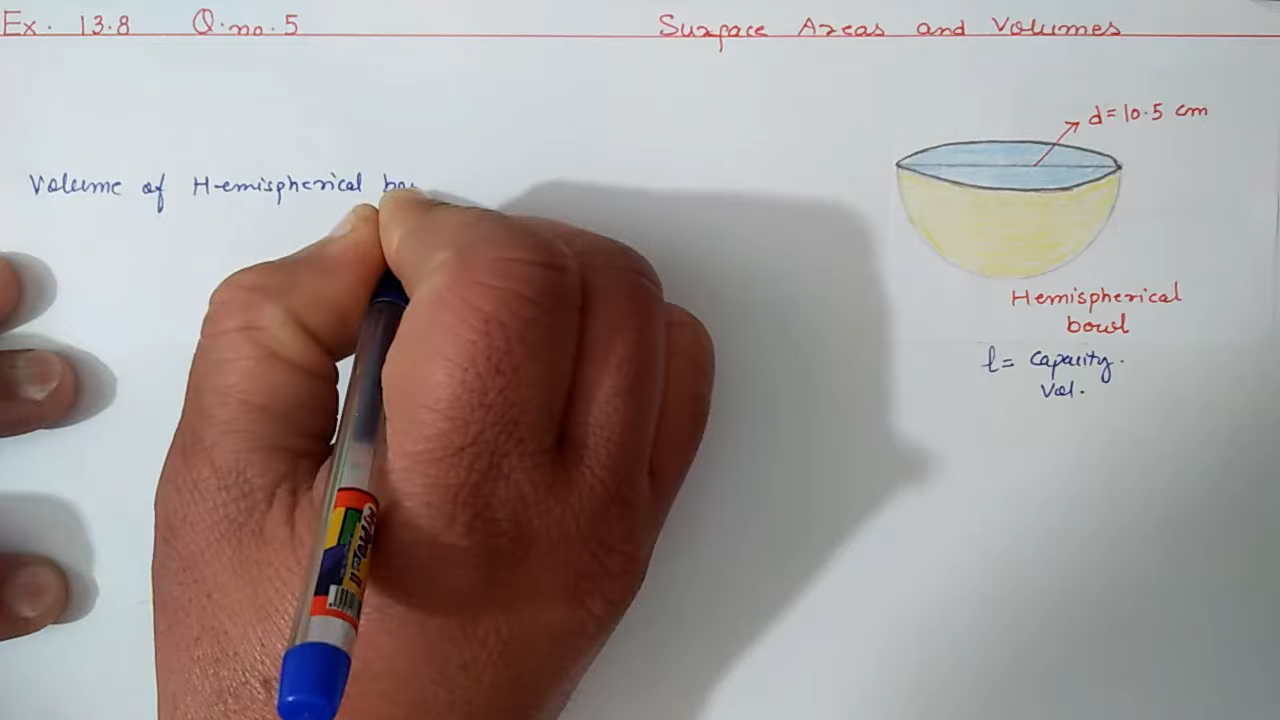 Ex. 13.8 Q.no.5
Surface Areas and Volumes
d=10.5 cm
Volume of Hemispherical
Hemispherical
bowl
l= Capacity.
Vol.